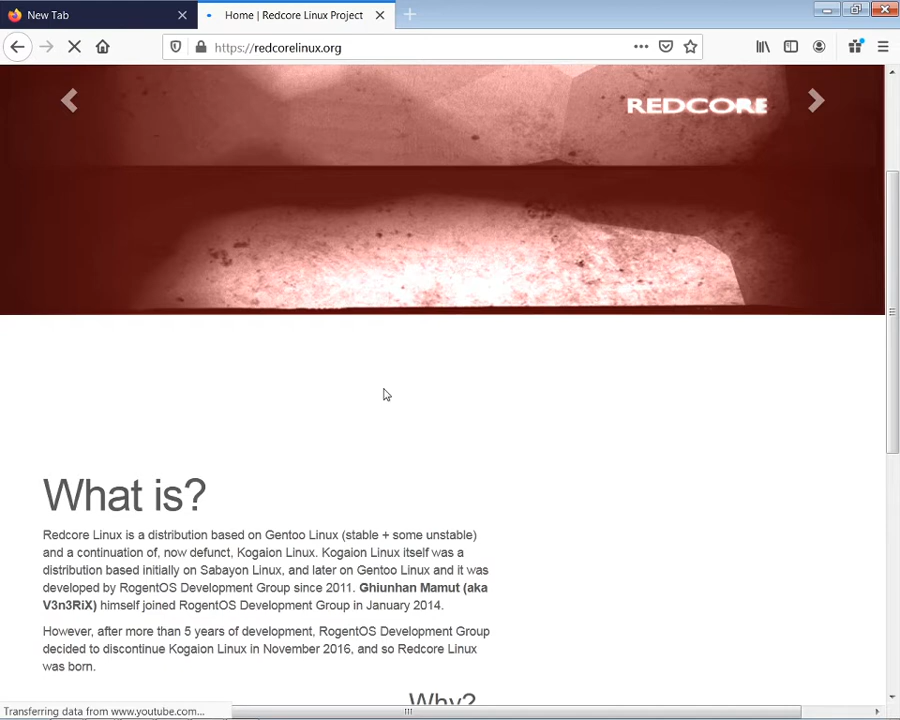 New Tab
Home | Redcore Linux Project
https://redcorelinux.org
REDCORE
What is?
Redcore Linux is a distribution based on Gentoo Linux (stable + some unstable)
and a continuation of, now defunct, Kogaion Linux. Kogaion Linux itself was a
distribution based initially on Sabayon Linux, and later on Gentoo Linux and it was
developed by RogentOS Development Group since 2011. Ghiunhan Mamut (aka
V3n3RiX) himself joined RogentOS Development Group in January 2014.
However, after more than 5 years of development, RogentOS Development Group
decided to discontinue Kogaion Linux in November 2016, and so Redcore Linux
was born.
Why?
Transferring data from www.youtube.com...